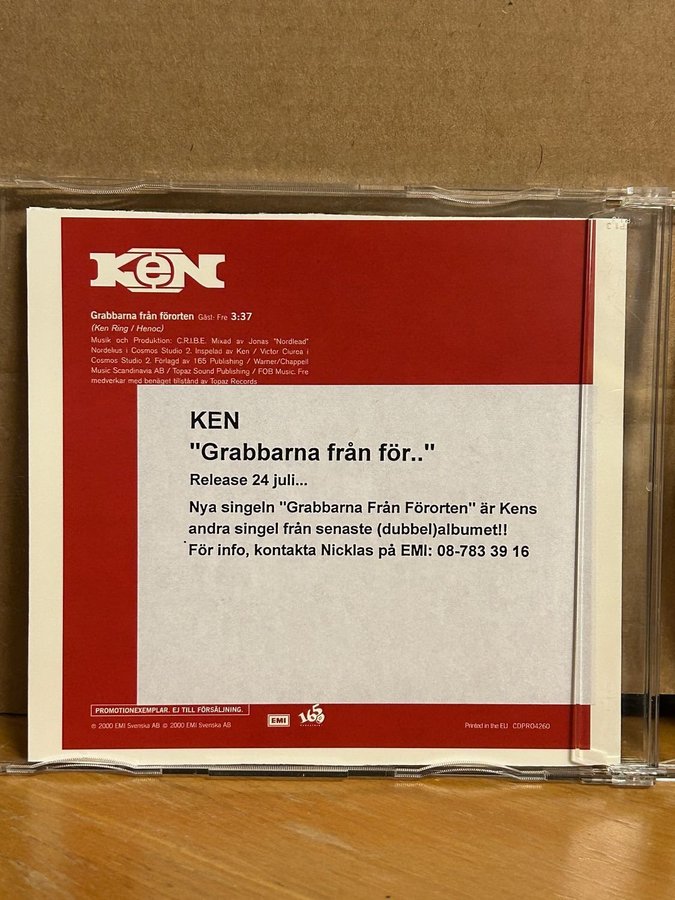 KeN
Grabbarna från förorten Gäst: Fre 3:37
(Ken Ring / Henoc)
Musik och Produktion: C.R.I.B.E. Mixad av Jonas "Nordlead"
Nordelius i Cosmos Studio 2. Inspelad av Ken / Victor Ciuroa i
Cosmos Studio 2. Förlagd av 165 Publishing / Warner/Chappell
Music Scandinavia AB / Topaz Sound Publishing / FOB Music. Fre
medverkar med benäget tillstånd av Topaz Records
KEN
"Grabbarna från för.."
Release 24 juli...
Nya singeln "Grabbarna Från Förorten" är Kens
andra singel från senaste (dubbel)albumet!!
För info, kontakta Nicklas på EMI: 08-783 39 16
PROMOTIONEXEMPLAR. EJ TILL FÖRSÄLJNING.
℗ 2000 EMI Svenska AB © 2000 EMI Svenska AB
EMI
165
Printed in the EU CDPRO4260